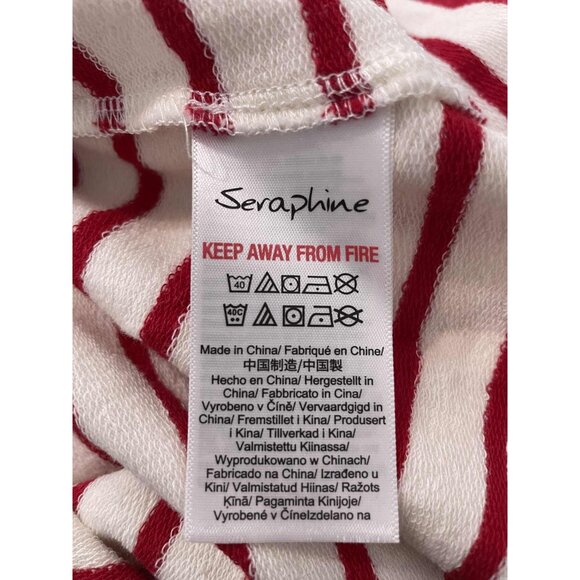 Seraphine
KEEP AWAY FROM FIRE
40
40C
Made in China/ Fabriqué en Chine/
中国制造/中国製
Hecho en China/ Hergestellt in
China/ Fabbricato in Cina/
Vyrobeno v Číně/ Vervaardigd in
China/ Fremstillet i Kina/ Produsert
i Kina/ Tillverkad i Kina/
Valmistettu Kiinassa/
Wyprodukowano w Chinach/
Fabricado na China/ Izrađeno u
Kini/ Valmistatud Hiinas/ Ražots
Ķīnā/ Pagaminta Kinijoje/
Vyrobené v ČíneIzdelano na